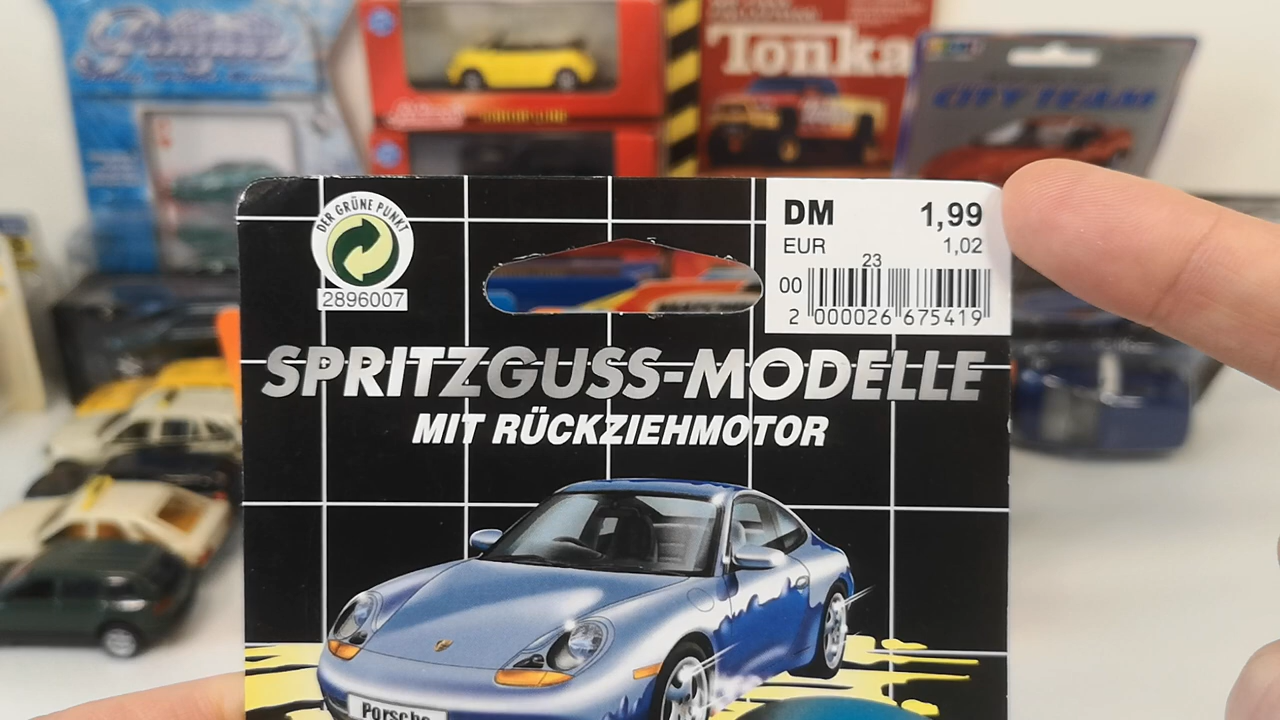 Tonka
CITY TEAM
DER GRÜNE PUNKT
2896007
DM 1,99
EUR 1,02
23
00
2 000026 675419
SPRITZGUSS-MODELLE
MIT RÜCKZIEHMOTOR
Porsche